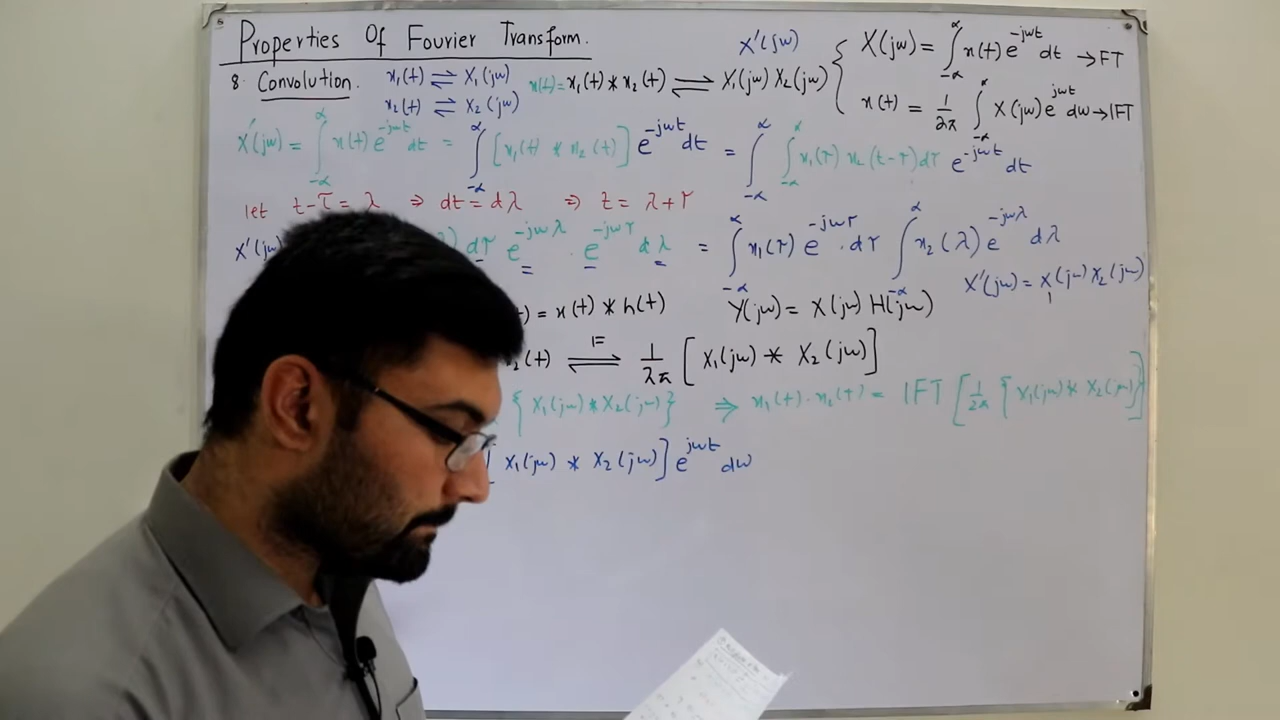 Properties Of Fourier Transform.
8. Convolution.
x₁(t) ⇌ X₁(jω)
x₂(t) ⇌ X₂(jω)
x(t)= x₁(t) * x₂(t) ⇌ X₁(jω) X₂(jω)
X'(jω)
X(jω) = ∫_{-α}^{α} x(t) e^{-jωt} dt → FT
x(t) = 1/2π ∫_{-α}^{α} X(jω) e^{jωt} dω → IFT
X'(jω) = ∫_{-α}^{α} x(t) e^{-jωt} dt = ∫_{-α}^{α} [x₁(t) * x₂(t)] e^{-jωt} dt = ∫_{-α}^{α} ∫_{-α}^{α} x₁(τ) x₂(t-τ) dτ e^{-jωt} dt
let t-τ = λ ⇒ dt = dλ ⇒ t = λ+τ
X'(jω λ) dτ e^{-jωλ} . e^{-jωτ} dλ = ∫_{-α}^{α} x₁(τ) e^{-jωτ} . dτ ∫_{-α}^{α} x₂(λ) e^{-jωλ} dλ
X'(jω) = X₁(jω) X₂(jω)
) = x(t) * h(t) Y(jω) = X(jω) H(jω)
x₂(t) ⇌ 1/2π [X₁(jω) * X₂(jω)]
{X₁(jω) * X₂(jω)} ⇒ x₁(t) . x₂(t) = IFT [1/2π {X₁(jω) * X₂(jω)}]
[X₁(jω) * X₂(jω)] e^{jωt} dω